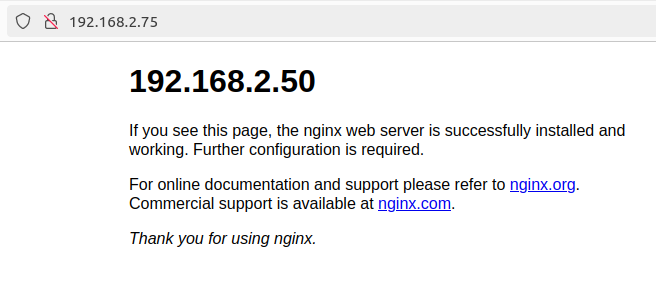 192.168.2.75
192.168.2.50
If you see this page, the nginx web server is successfully installed and
working. Further configuration is required.
For online documentation and support please refer to nginx.org.
Commercial support is available at nginx.com.
Thank you for using nginx.